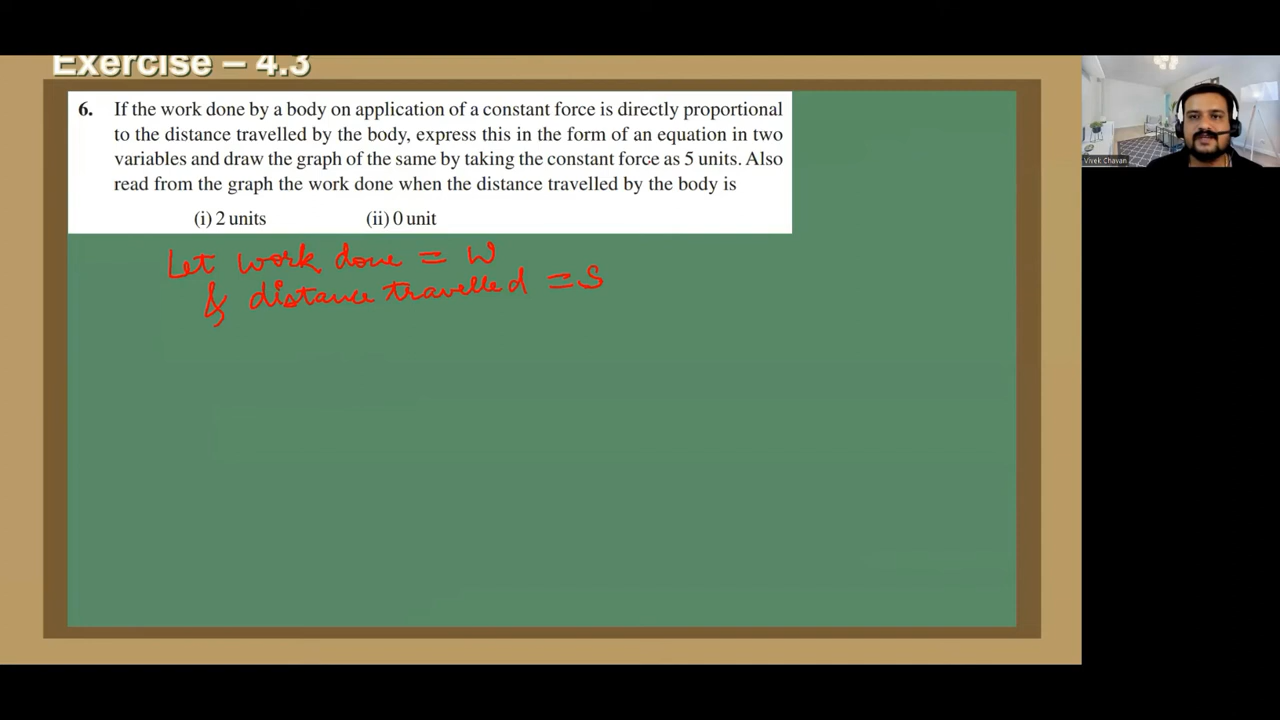 Exercise – 4.3
6. If the work done by a body on application of a constant force is directly proportional
to the distance travelled by the body, express this in the form of an equation in two
variables and draw the graph of the same by taking the constant force as 5 units. Also
read from the graph the work done when the distance travelled by the body is
(i) 2 units (ii) 0 unit
Let work done = W
& distance travelled = S
Vivek Chavan